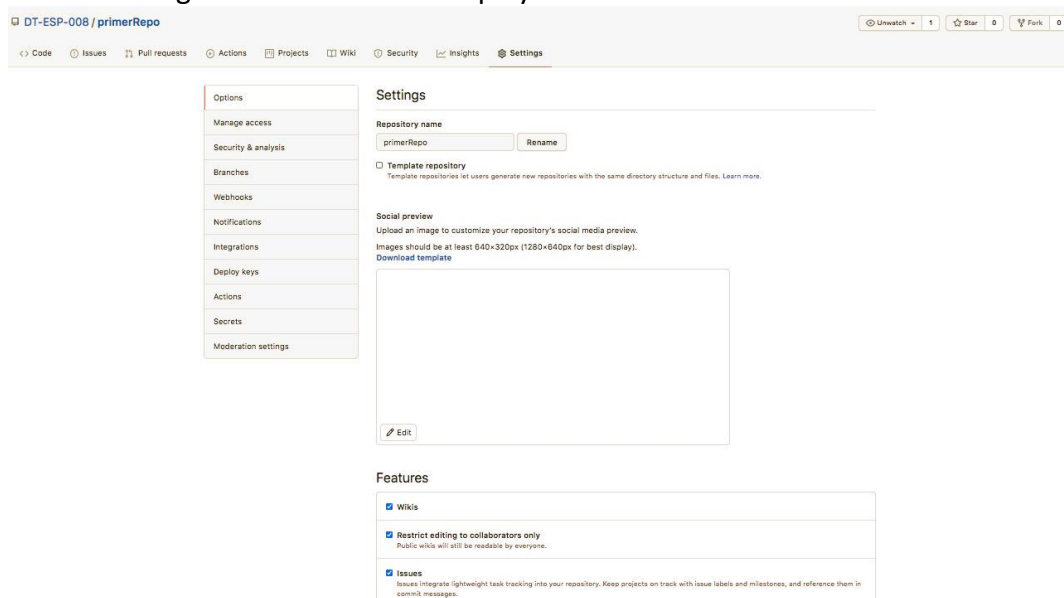 DT-ESP-008 / primerRepo
Unwatch 1 Star 0 Fork 0
Code Issues Pull requests Actions Projects Wiki Security Insights Settings
Options
Manage access
Security & analysis
Branches
Webhooks
Notifications
Integrations
Deploy keys
Actions
Secrets
Moderation settings
Settings
Repository name
primerRepo Rename
Template repository
Template repositories let users generate new repositories with the same directory structure and files. Learn more.
Social preview
Upload an image to customize your repository's social media preview.
Images should be at least 640×320px (1280×640px for best display).
Download template
Edit
Features
Wikis
Restrict editing to collaborators only
Public wikis will still be readable by everyone.
Issues
Issues integrate lightweight task tracking into your repository. Keep projects on track with issue labels and milestones, and reference them in
commit messages.